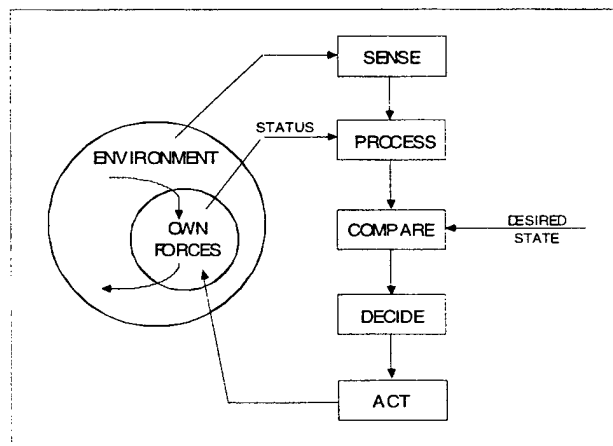 SENSE
STATUS
ENVIRONMENT
PROCESS
OWN
FORCES
COMPARE
DESIRED
STATE
DECIDE
ACT